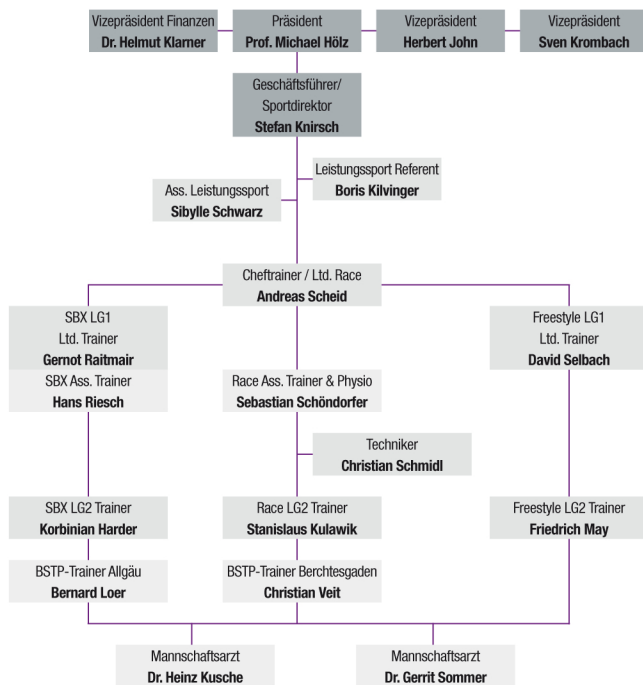 Vizepräsident Finanzen
Dr. Helmut Klarner
Präsident
Prof. Michael Hölz
Vizepräsident
Herbert John
Vizepräsident
Sven Krombach
Geschäftsführer/
Sportdirektor
Stefan Knirsch
Leistungssport Referent
Boris Kilvinger
Ass. Leistungssport
Sibylle Schwarz
Cheftrainer / Ltd. Race
Andreas Scheid
SBX LG1
Ltd. Trainer
Gernot Raitmair
SBX Ass. Trainer
Hans Riesch
Race Ass. Trainer & Physio
Sebastian Schöndorfer
Freestyle LG1
Ltd. Trainer
David Selbach
Techniker
Christian Schmidl
SBX LG2 Trainer
Korbinian Harder
Race LG2 Trainer
Stanislaus Kulawik
Freestyle LG2 Trainer
Friedrich May
BSTP-Trainer Allgäu
Bernard Loer
BSTP-Trainer Berchtesgaden
Christian Veit
Mannschaftsarzt
Dr. Heinz Kusche
Mannschaftsarzt
Dr. Gerrit Sommer